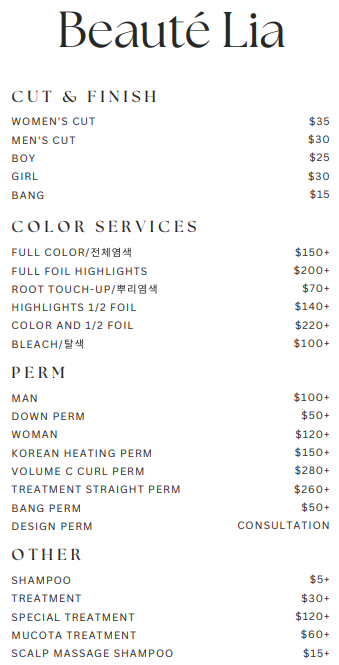 Beauté Lia
CUT & FINISH
WOMEN'S CUT $35
MEN'S CUT $30
BOY $25
GIRL $30
BANG $15
COLOR SERVICES
FULL COLOR/전체염색 $150+
FULL FOIL HIGHLIGHTS $200+
ROOT TOUCH-UP/뿌리염색 $70+
HIGHLIGHTS 1/2 FOIL $140+
COLOR AND 1/2 FOIL $220+
BLEACH/탈색 $100+
PERM
MAN $100+
DOWN PERM $50+
WOMAN $120+
KOREAN HEATING PERM $150+
VOLUME C CURL PERM $280+
TREATMENT STRAIGHT PERM $260+
BANG PERM $50+
DESIGN PERM CONSULTATION
OTHER
SHAMPOO $5+
TREATMENT $30+
SPECIAL TREATMENT $120+
MUCOTA TREATMENT $60+
SCALP MASSAGE SHAMPOO $15+